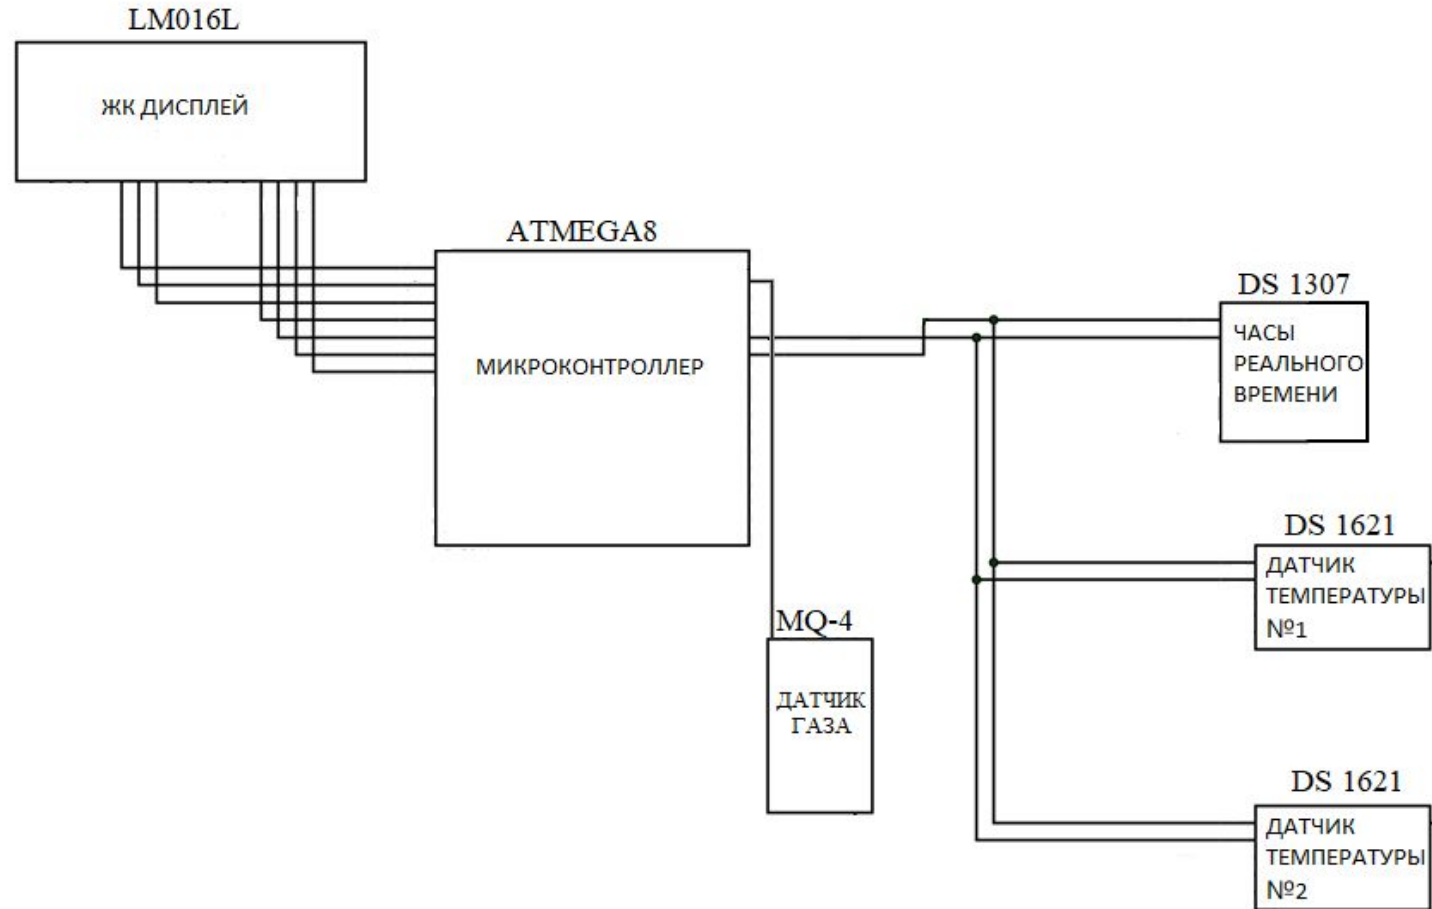 LM016L
ЖК ДИСПЛЕЙ
ATMEGA8
МИКРОКОНТРОЛЛЕР
DS 1307
ЧАСЫ
РЕАЛЬНОГО
ВРЕМЕНИ
DS 1621
ДАТЧИК
ТЕМПЕРАТУРЫ
№1
MQ-4
ДАТЧИК
ГАЗА
DS 1621
ДАТЧИК
ТЕМПЕРАТУРЫ
№2